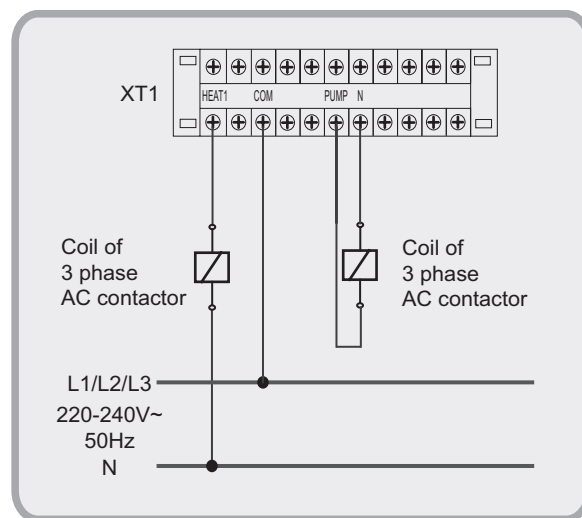 XT1
HEAT1 COM PUMP N
Coil of
3 phase
AC contactor
Coil of
3 phase
AC contactor
L1/L2/L3
220-240V~
50Hz
N